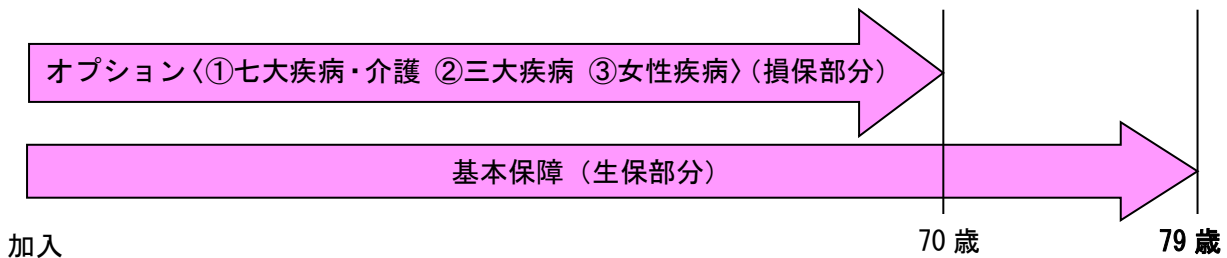 オプション〈①七大疾病・介護 ②三大疾病 ③女性疾病〉（損保部分）
基本保障（生保部分）
加入
70 歳
79 歳